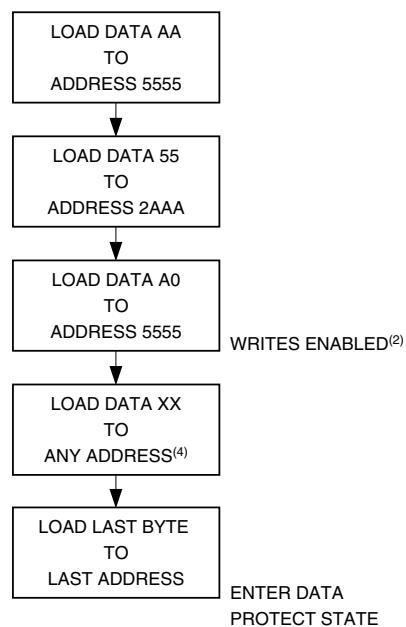 LOAD DATA AA
TO
ADDRESS 5555
LOAD DATA 55
TO
ADDRESS 2AAA
LOAD DATA A0
TO
ADDRESS 5555
WRITES ENABLED(2)
LOAD DATA XX
TO
ANY ADDRESS(4)
LOAD LAST BYTE
TO
LAST ADDRESS
ENTER DATA
PROTECT STATE